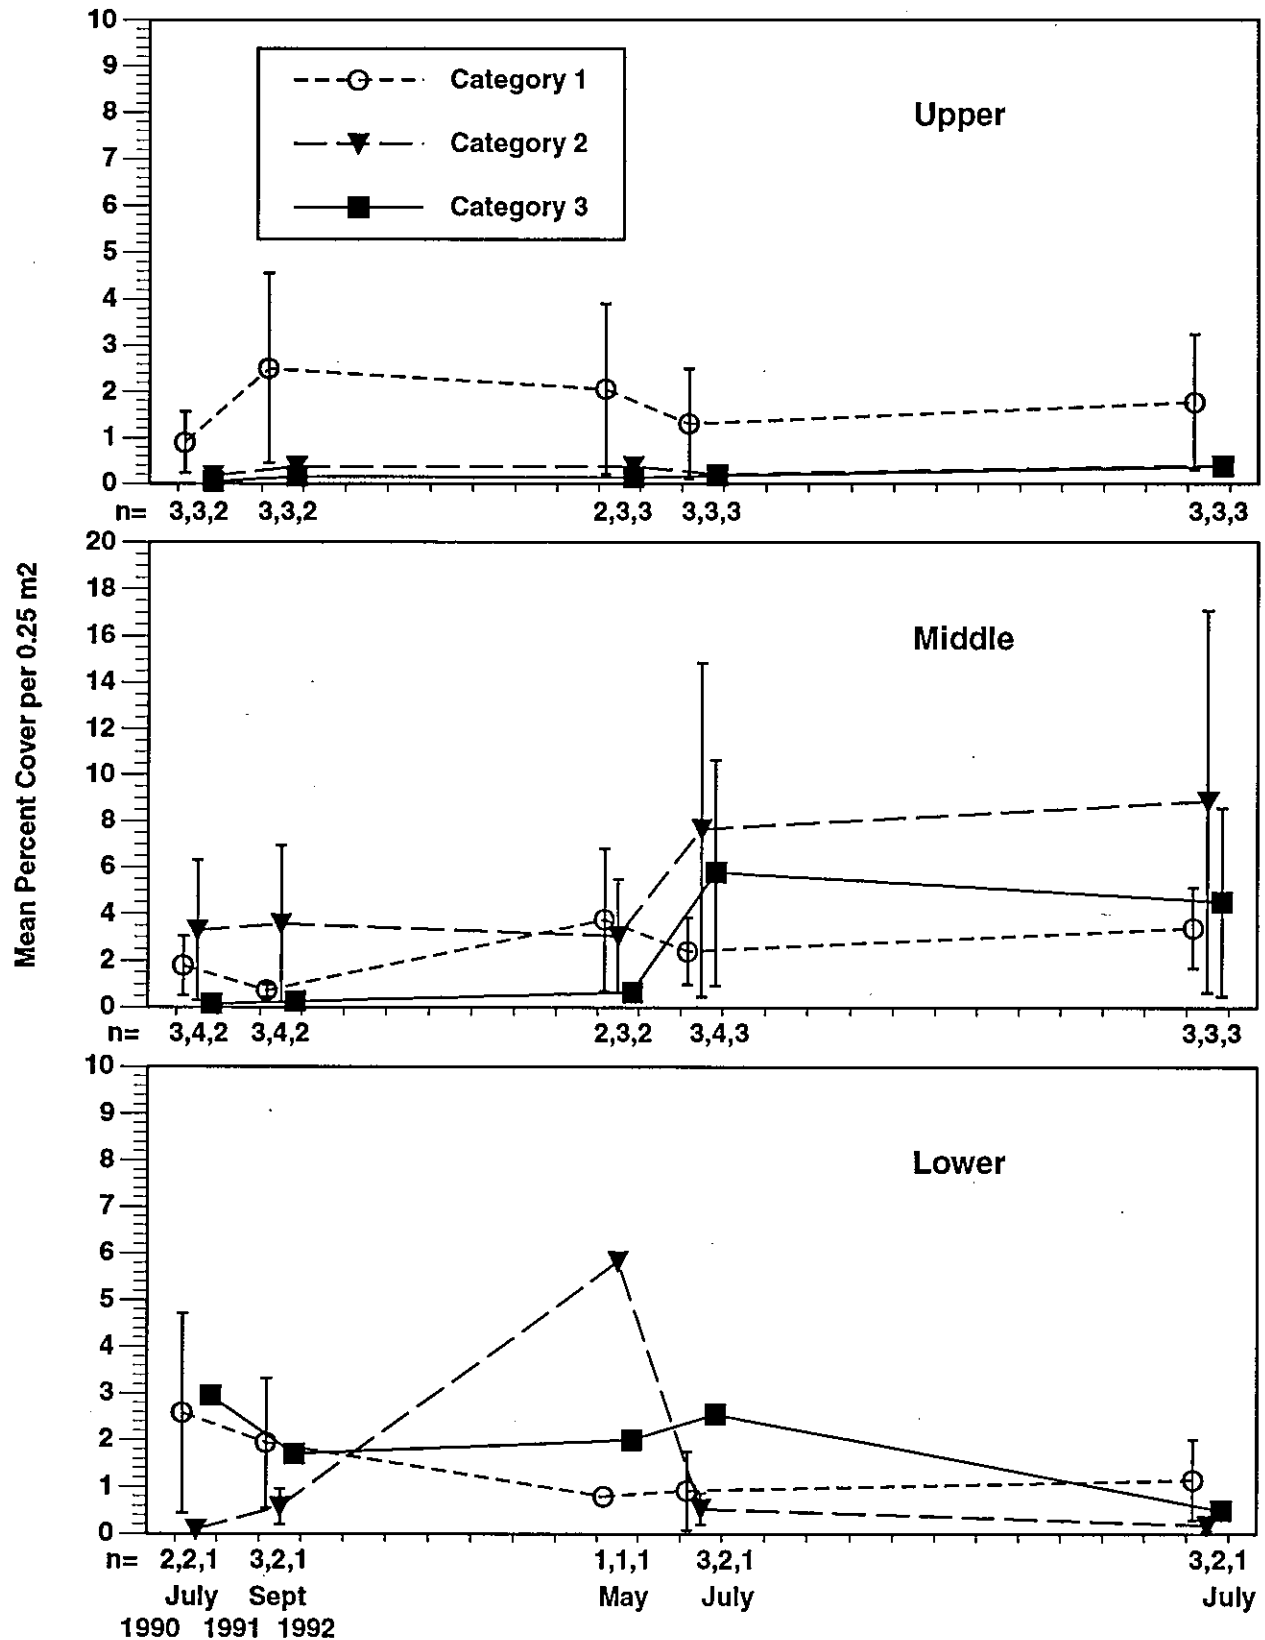 10
9
8
7
6
5
4
3
2
1
0
Category 1
Category 2
Category 3
Upper
n= 3,3,2 3,3,2 2,3,3 3,3,3 3,3,3
Mean Percent Cover per 0.25 m2
20
18
16
14
12
10
8
6
4
2
0
Middle
n= 3,4,2 3,4,2 2,3,2 3,4,3 3,3,3
10
9
8
7
6
5
4
3
2
1
0
Lower
n= 2,2,1 3,2,1 1,1,1 3,2,1 3,2,1
July Sept May July July
1990 1991 1992